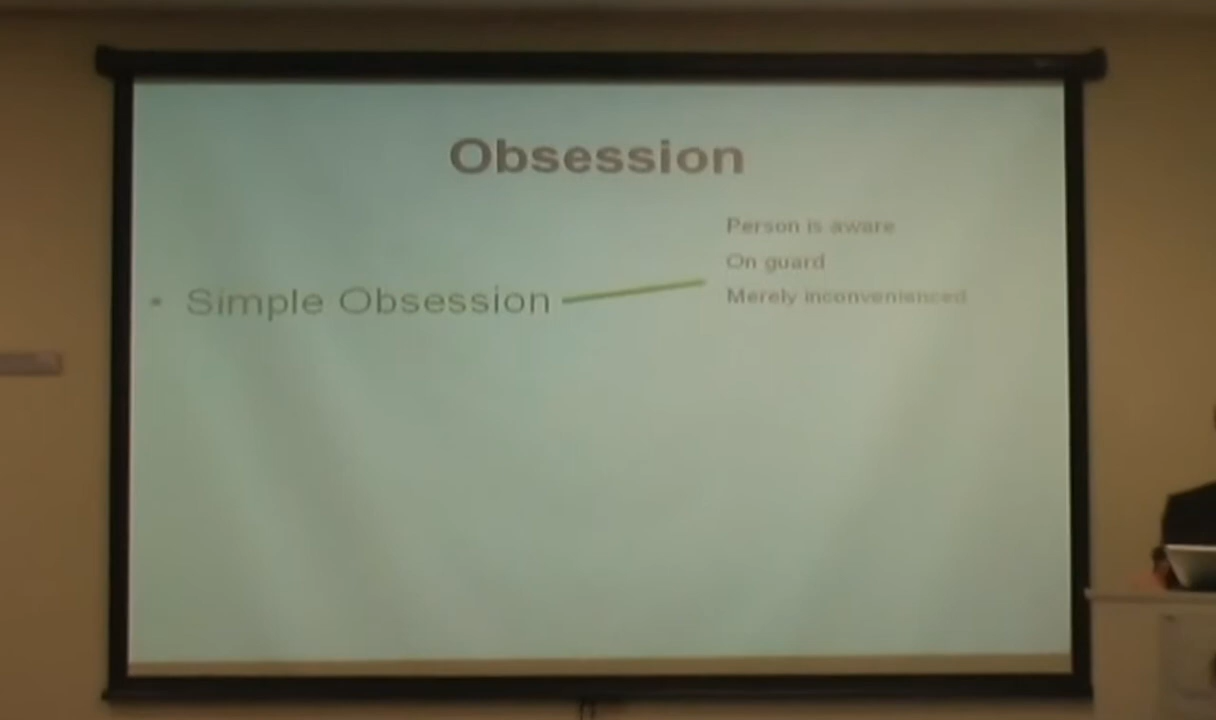 Obsession
Person is aware
On guard
• Simple Obsession
Merely inconvenienced